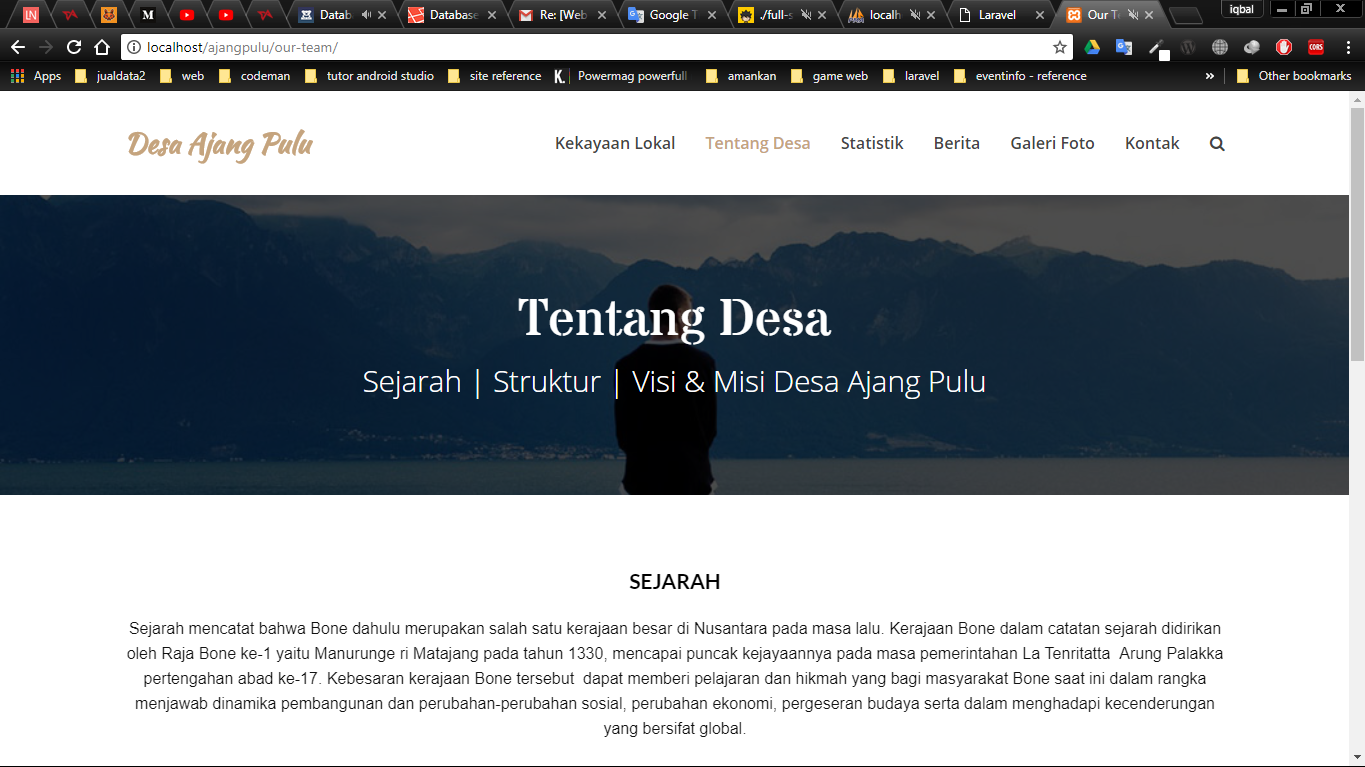 Datab
Database
Re: [Web
Google T
./full-s
localh
Laravel
Our T
iqbal
localhost/ajangpulu/our-team/
Apps jualdata2 web codeman tutor android studio site reference Powermag powerfull amankan game web laravel eventinfo - reference » Other bookmarks
Desa Ajang Pulu
Kekayaan Lokal Tentang Desa Statistik Berita Galeri Foto Kontak
Tentang Desa
Sejarah | Struktur | Visi & Misi Desa Ajang Pulu
SEJARAH
Sejarah mencatat bahwa Bone dahulu merupakan salah satu kerajaan besar di Nusantara pada masa lalu. Kerajaan Bone dalam catatan sejarah didirikan
oleh Raja Bone ke-1 yaitu Manurunge ri Matajang pada tahun 1330, mencapai puncak kejayaannya pada masa pemerintahan La Tenritatta Arung Palakka
pertengahan abad ke-17. Kebesaran kerajaan Bone tersebut dapat memberi pelajaran dan hikmah yang bagi masyarakat Bone saat ini dalam rangka
menjawab dinamika pembangunan dan perubahan-perubahan sosial, perubahan ekonomi, pergeseran budaya serta dalam menghadapi kecenderungan
yang bersifat global.